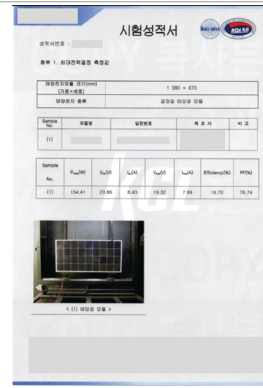 시험성적서
KOLAS
성적서번호 :
첨부 1. 최대전력결정 측정값
태양전지모듈 크기(mm)
(가로×세로)
1 380 × 670
태양전지 종류
결정질 태양광 모듈
Sample No.
모델명
일련번호
제 조 사
비 고
(1)
Sample No.
Pmax(W)
Voc(V)
Isc(A)
Vmp(V)
Imp(A)
Efficiency(%)
FF(%)
(1)
154.41
23.86
8.43
19.32
7.99
16.70
76.74
< (1) 태양광 모듈 >